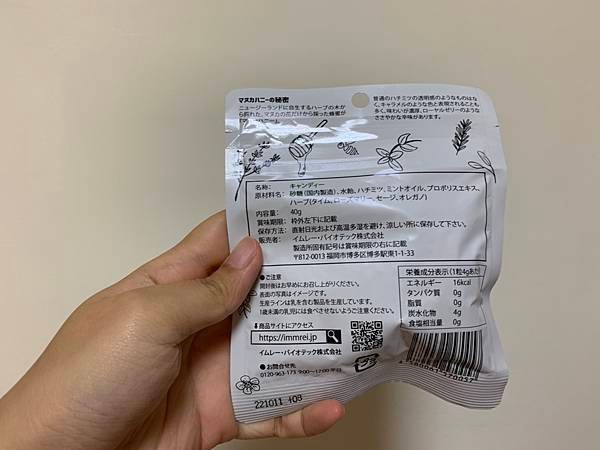 マヌカハニーの秘密
ニュージーランドに自生するハーブの木か
ら採れた、マヌカの花だけから採った蜂蜜が
普通のハチミツの透明感のようなものはな
く、キャラメルのような色と表現されることも
多く、味わいが濃厚、ローヤルゼリーのような
ささやかな辛味があります。
名称: キャンディー
原材料名: 砂糖(国内製造)、水飴、ハチミツ、ミントオイル、プロポリスエキス、
ハーブ(タイム、ローズマリー、セージ、オレガノ)
内容量: 40g
賞味期限: 枠外左下に記載
保存方法: 直射日光および高温多湿を避け、涼しい所に保存して下さい。
販売者: イムレー・バイオテック株式会社
製造所固有記号は賞味期限の右に記載
〒812-0013 福岡市博多区博多駅東1-1-33
●ご注意
開封後はお早めにお召し上がりください。
表面の写真はイメージです。
生産ラインは乳を含む製品を生産しています。
1歳未満の乳児には食べさせないようご注意ください。
栄養成分表示(1粒4gあたり)
エネルギー 16kcal
タンパク質 0g
脂質 0g
炭水化物 4g
食塩相当量 0g
商品サイトにアクセス
https://immrei.jp
イムレー・バイオテック株式会社
●お問合せ先
0120-963-173 9:00〜17:00 平日
221011 +03